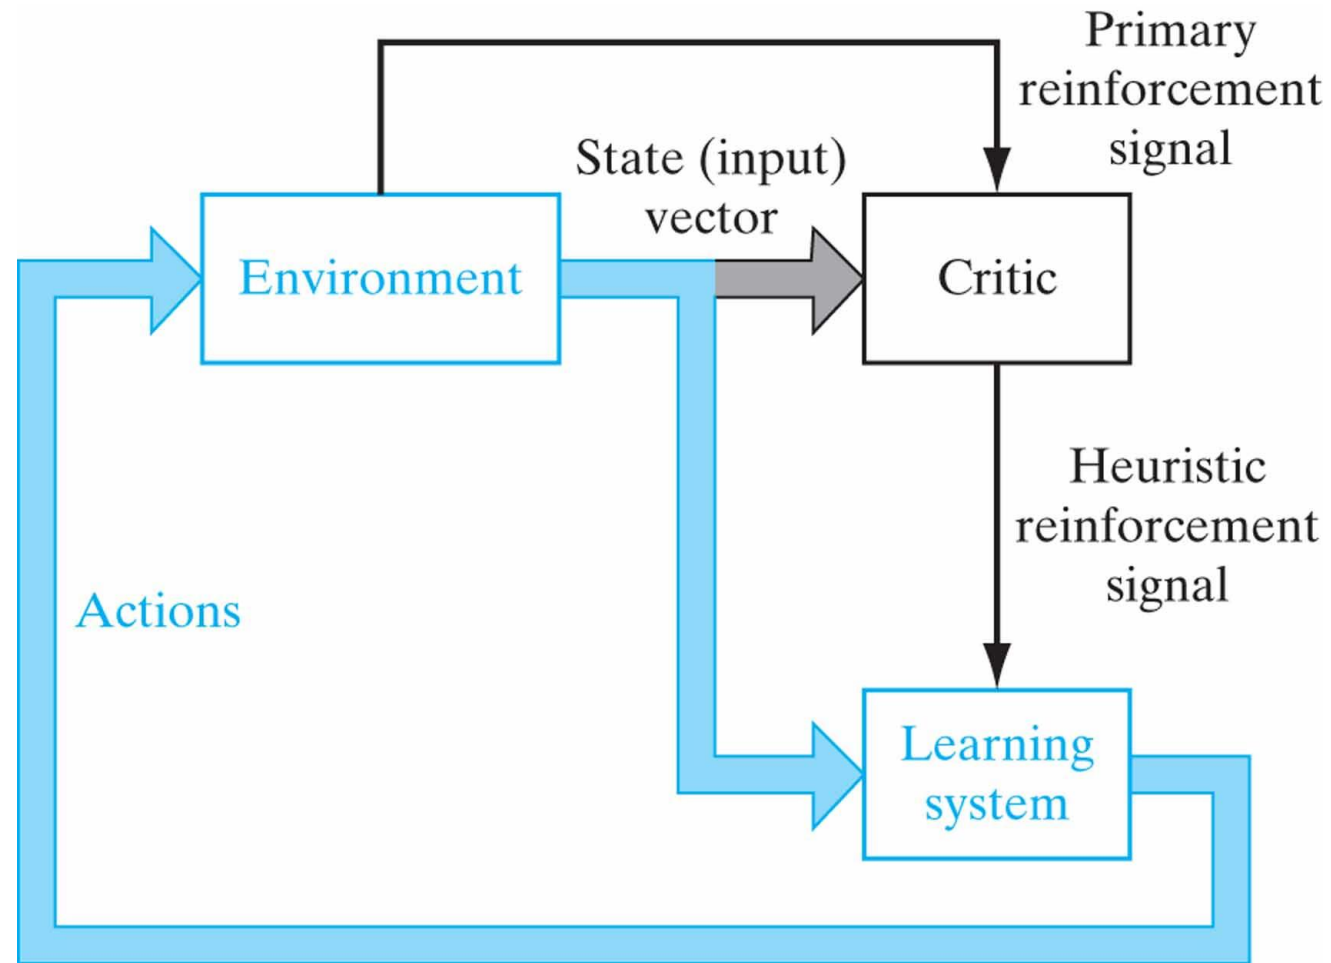 Primary
reinforcement
signal
State (input)
vector
Environment
Critic
Heuristic
reinforcement
signal
Actions
Learning
system